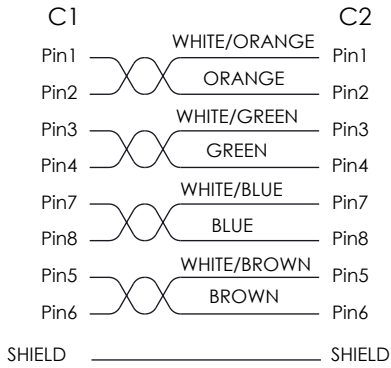 C1 C2
Pin1 WHITE/ORANGE Pin1
Pin2 ORANGE Pin2
Pin3 WHITE/GREEN Pin3
Pin4 GREEN Pin4
Pin7 WHITE/BLUE Pin7
Pin8 BLUE Pin8
Pin5 WHITE/BROWN Pin5
Pin6 BROWN Pin6
SHIELD SHIELD